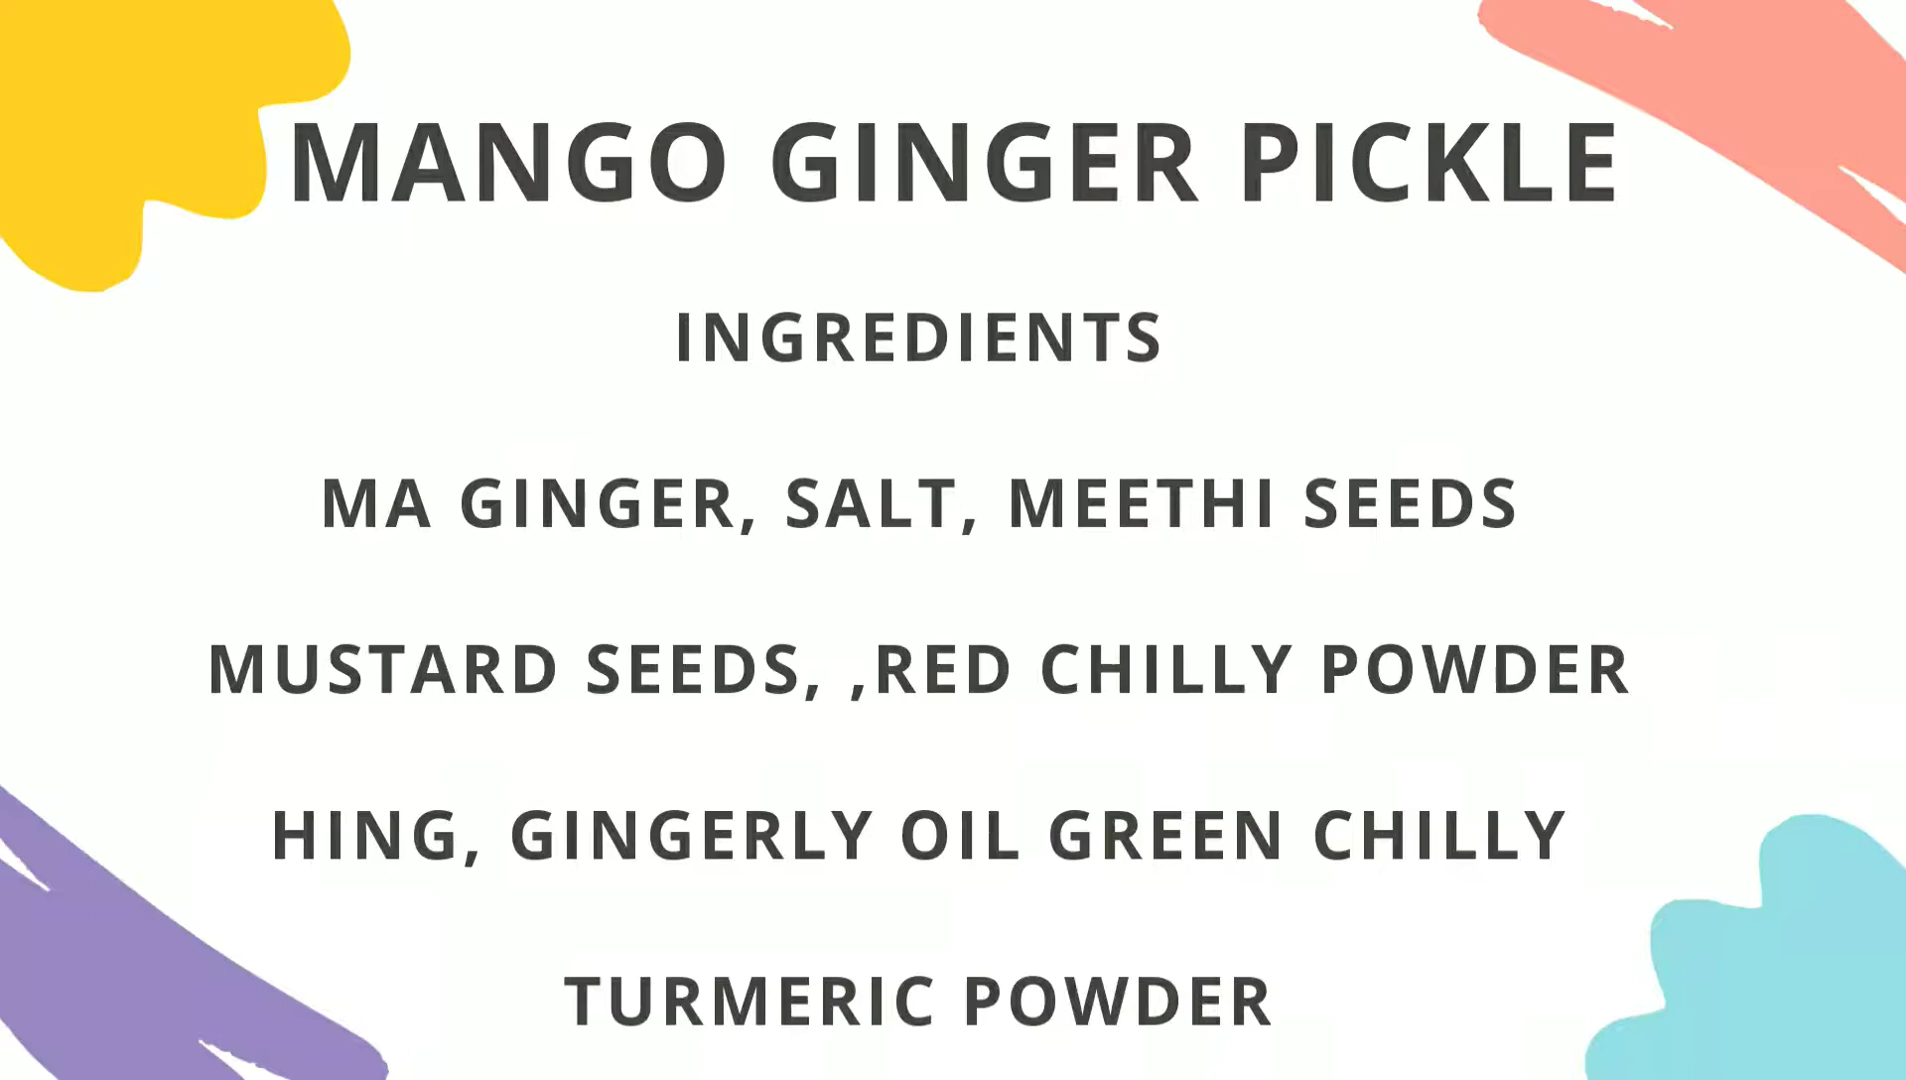 MANGO GINGER PICKLE
INGREDIENTS
MA GINGER, SALT, MEETHI SEEDS
MUSTARD SEEDS, ,RED CHILLY POWDER
HING, GINGERLY OIL GREEN CHILLY
TURMERIC POWDER